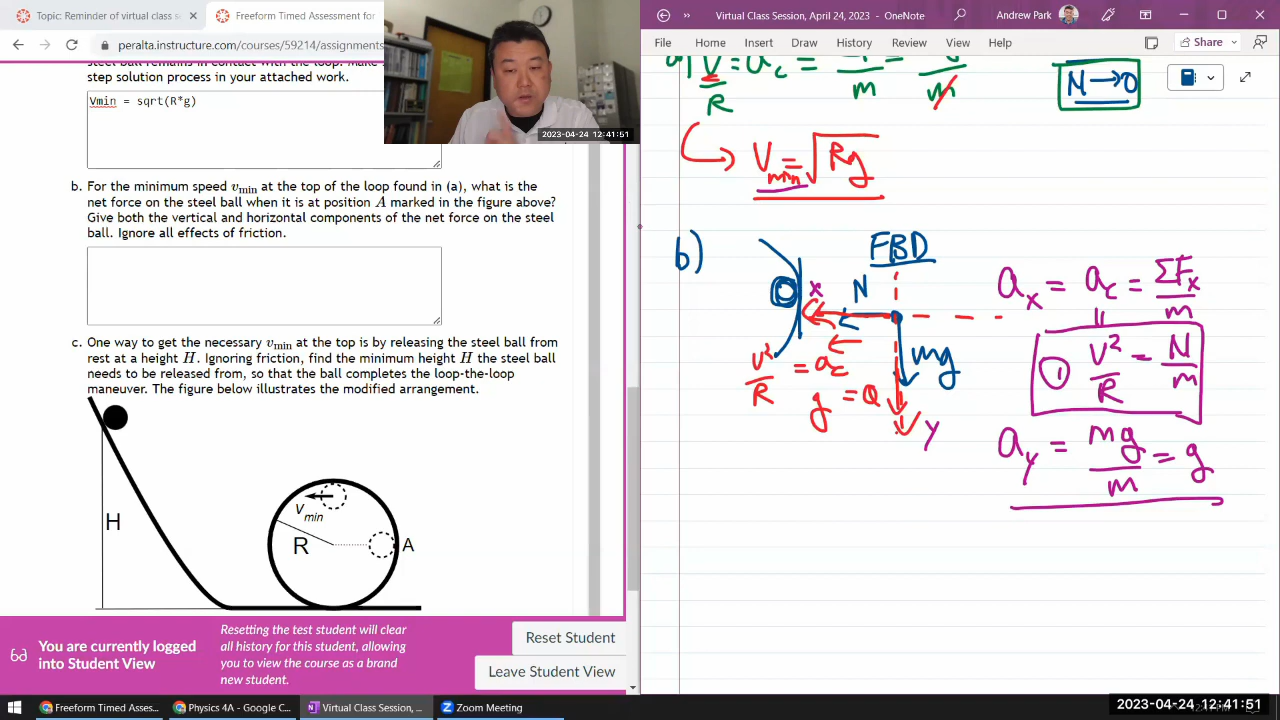 Topic: Reminder of virtual class s
Freeform Timed Assessment for
peralta.instructure.com/courses/59214/assignments
step solution process in your attached work.
Vmin = sqrt(R*g)
b. For the minimum speed vmin at the top of the loop found in (a), what is the
net force on the steel ball when it is at position A marked in the figure above?
Give both the vertical and horizontal components of the net force on the steel
ball. Ignore all effects of friction.
c. One way to get the necessary vmin at the top is by releasing the steel ball from
rest at a height H. Ignoring friction, find the minimum height H the steel ball
needs to be released from, so that the ball completes the loop-the-loop
maneuver. The figure below illustrates the modified arrangement.
H
Vmin
R
A
You are currently logged
into Student View
Resetting the test student will clear
all history for this student, allowing
you to view the course as a brand
new student.
Reset Student
Leave Student View
2023-04-24 12:41:51
Virtual Class Session, April 24, 2023 - OneNote
Andrew Park
File Home Insert Draw History Review View Help
Share
N → 0
Vmin = √Rg
b)
FBD
x
N
mg
y
v²/R = ac
g = a
ax = ac = ΣFx/m
① v²/R = N/m
ay = mg/m = g
Freeform Timed Asses...
Physics 4A - Google C...
Virtual Class Session, ...
Zoom Meeting
2023-04-24 12:41:51